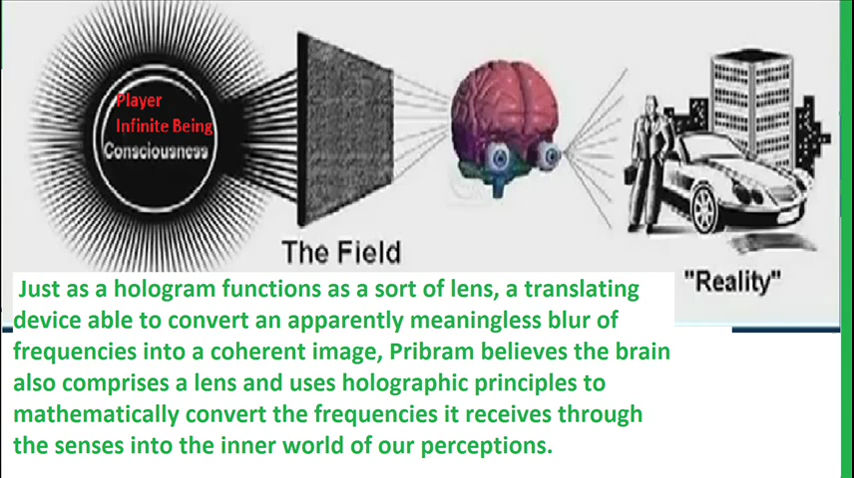 Player
Infinite Being
Consciousness
The Field
"Reality"
Just as a hologram functions as a sort of lens, a translating
device able to convert an apparently meaningless blur of
frequencies into a coherent image, Pribram believes the brain
also comprises a lens and uses holographic principles to
mathematically convert the frequencies it receives through
the senses into the inner world of our perceptions.